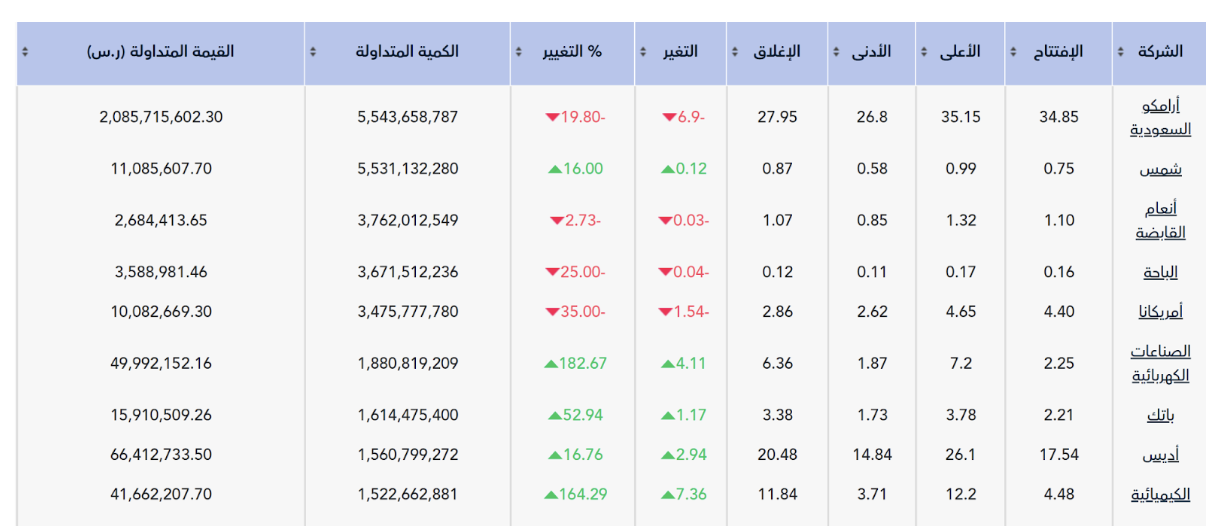 الشركة الإفتتاح الأعلى الأدنى الإغلاق التغير % التغيير الكمية المتداولة القيمة المتداولة (ر.س)
أرامكو
السعودية 34.85 35.15 26.8 27.95 6.9- 19.80- 5,543,658,787 2,085,715,602.30
شمس 0.75 0.99 0.58 0.87 0.12 16.00 5,531,132,280 11,085,607.70
أنعام
القابضة 1.10 1.32 0.85 1.07 0.03- 2.73- 3,762,012,549 2,684,413.65
الباحة 0.16 0.17 0.11 0.12 0.04- 25.00- 3,671,512,236 3,588,981.46
أمريكانا 4.40 4.65 2.62 2.86 1.54- 35.00- 3,475,777,780 10,082,669.30
الصناعات
الكهربائية 2.25 7.2 1.87 6.36 4.11 182.67 1,880,819,209 49,992,152.16
باتك 2.21 3.78 1.73 3.38 1.17 52.94 1,614,475,400 15,910,509.26
أديس 17.54 26.1 14.84 20.48 2.94 16.76 1,560,799,272 66,412,733.50
الكيميائية 4.48 12.2 3.71 11.84 7.36 164.29 1,522,662,881 41,662,207.70